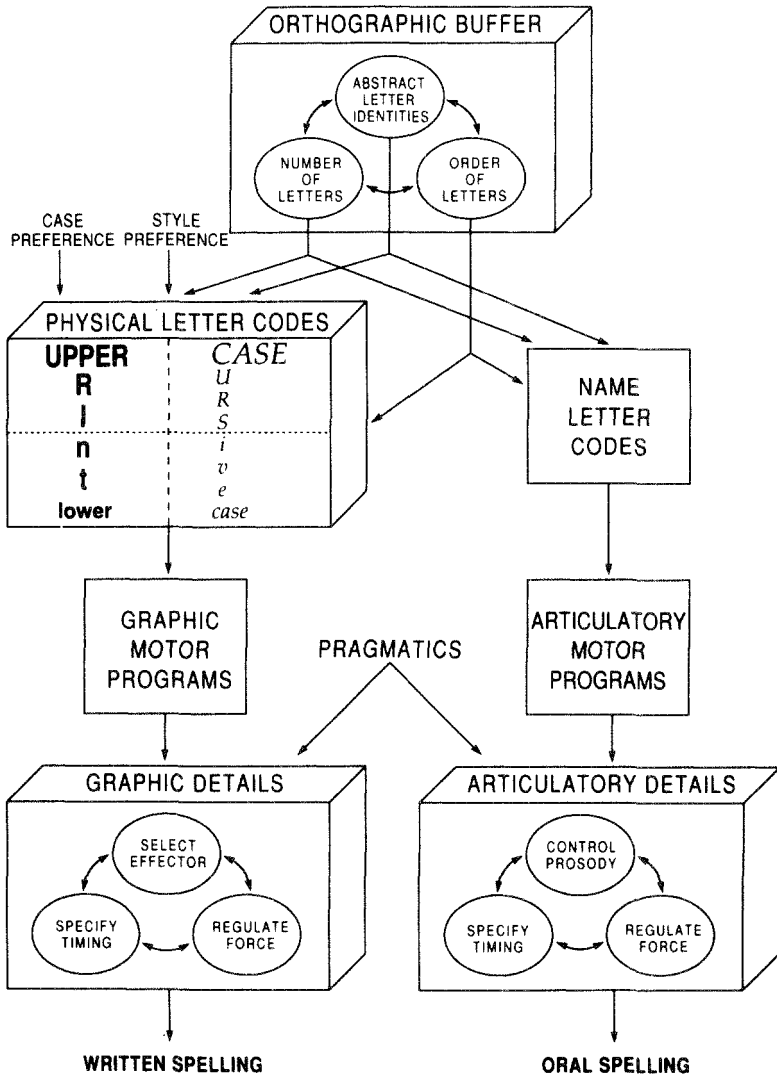 ORTHOGRAPHIC BUFFER
ABSTRACT
LETTER
IDENTITIES
NUMBER
OF
LETTERS
ORDER
OF
LETTERS
CASE
PREFERENCE
STYLE
PREFERENCE
PHYSICAL LETTER CODES
UPPER CASE
R U
I R
S
n i
t v
e
lower case
NAME
LETTER
CODES
GRAPHIC
MOTOR
PROGRAMS
PRAGMATICS
ARTICULATORY
MOTOR
PROGRAMS
GRAPHIC DETAILS
SELECT
EFFECTOR
SPECIFY
TIMING
REGULATE
FORCE
ARTICULATORY DETAILS
CONTROL
PROSODY
SPECIFY
TIMING
REGULATE
FORCE
WRITTEN SPELLING
ORAL SPELLING